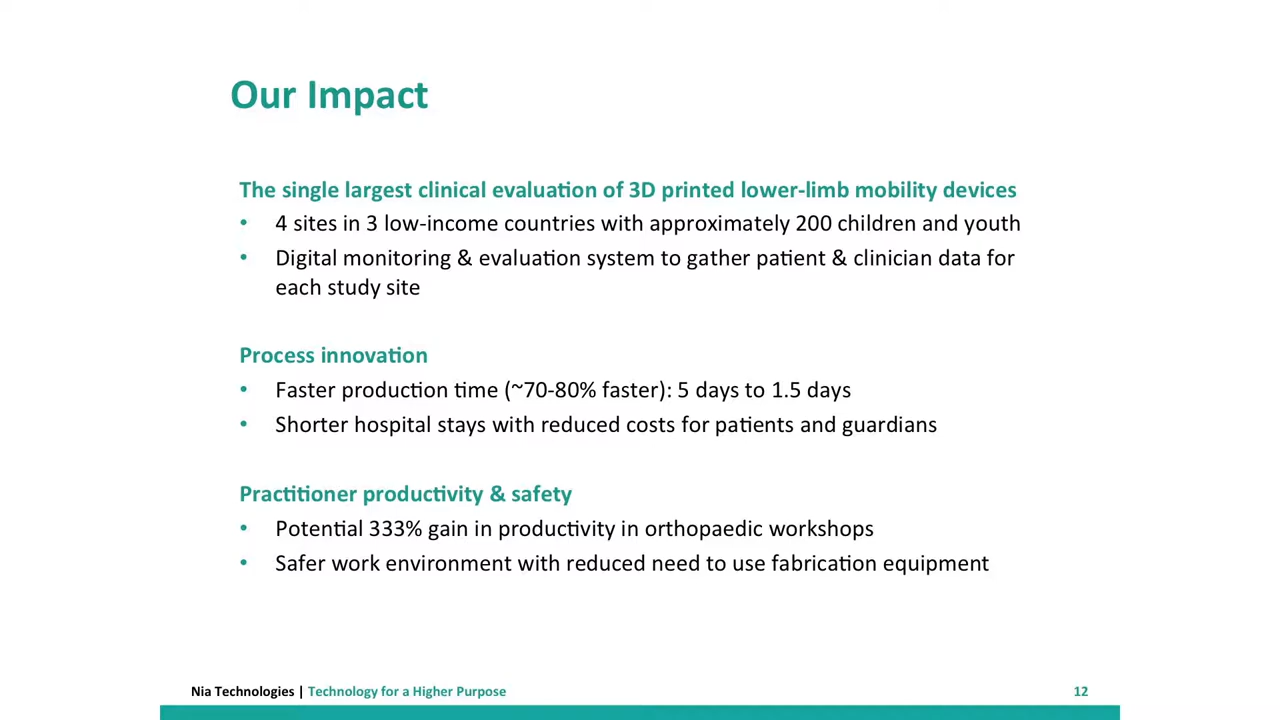 Our Impact
The single largest clinical evaluation of 3D printed lower-limb mobility devices
• 4 sites in 3 low-income countries with approximately 200 children and youth
• Digital monitoring & evaluation system to gather patient & clinician data for
each study site
Process innovation
• Faster production time (~70-80% faster): 5 days to 1.5 days
• Shorter hospital stays with reduced costs for patients and guardians
Practitioner productivity & safety
• Potential 333% gain in productivity in orthopaedic workshops
• Safer work environment with reduced need to use fabrication equipment
Nia Technologies | Technology for a Higher Purpose 12